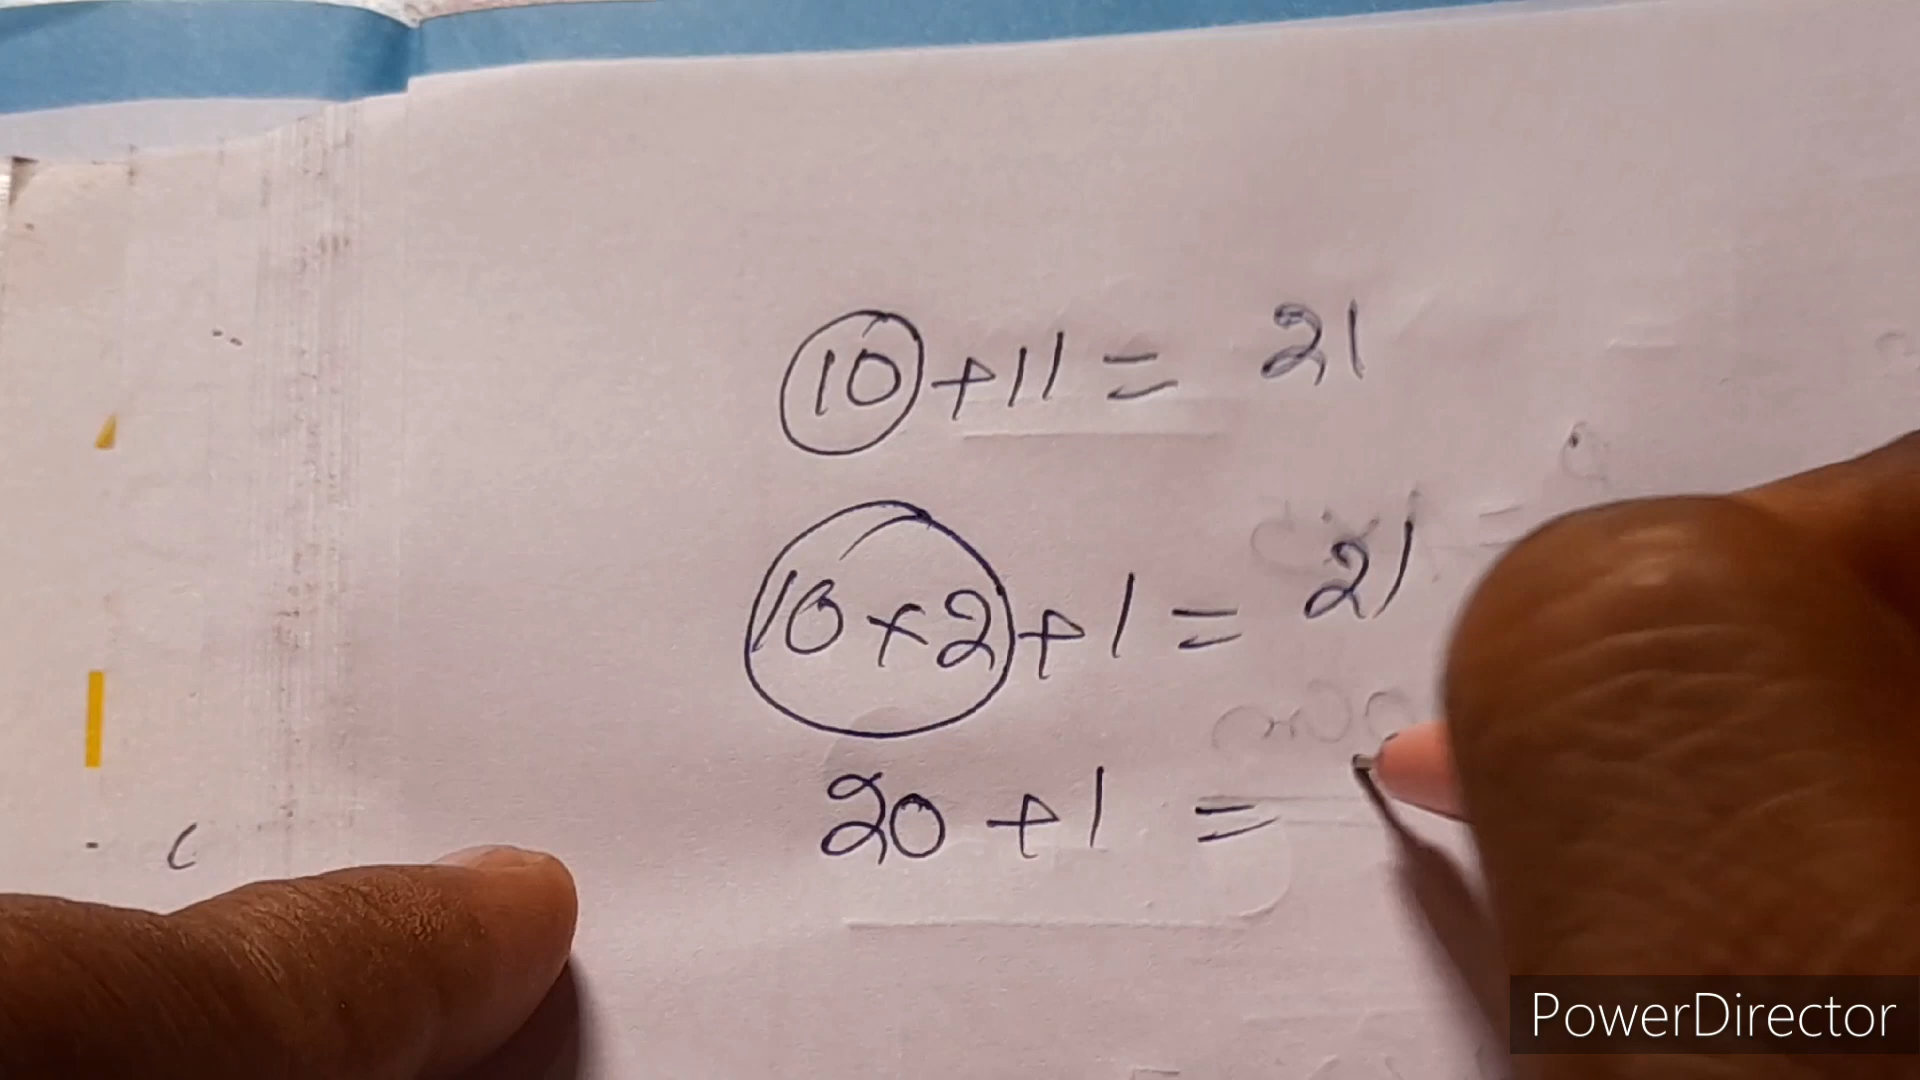 10+11= 21
10×2+1= 21
20+1 =
PowerDirector